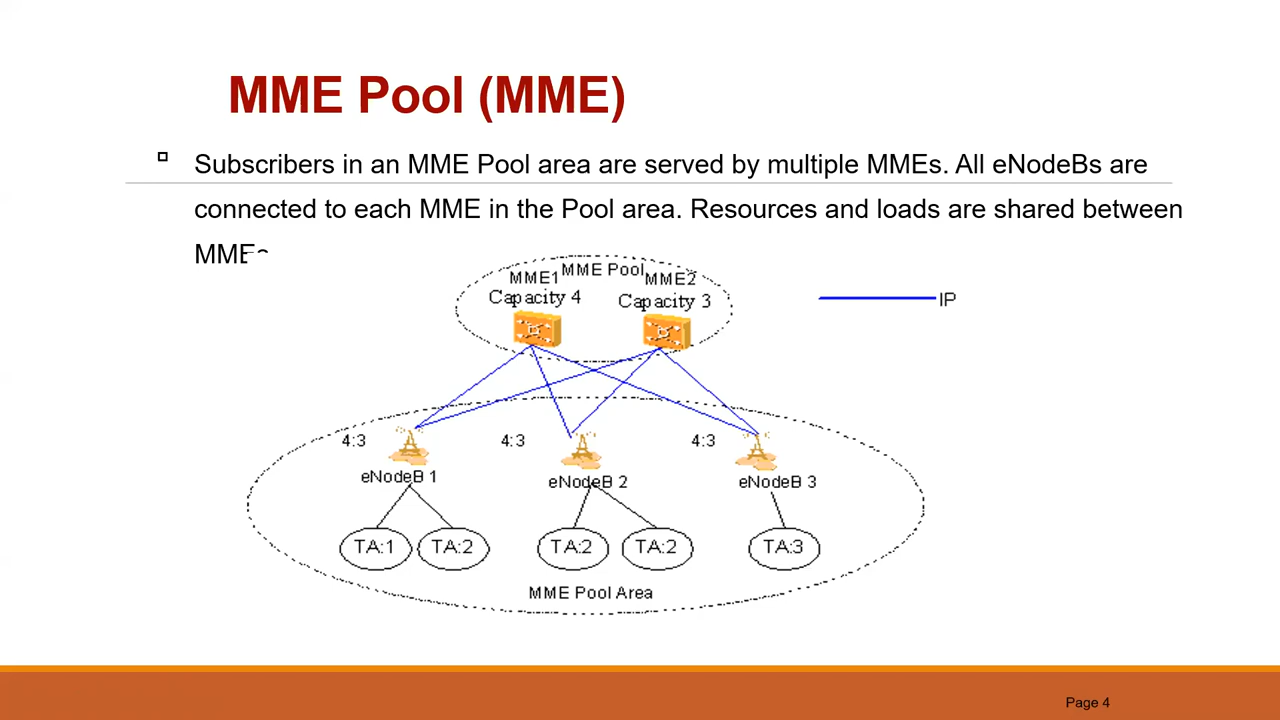 MME Pool (MME)
Subscribers in an MME Pool area are served by multiple MMEs. All eNodeBs are
connected to each MME in the Pool area. Resources and loads are shared between
MMEs
MME Pool
MME1 MME2
Capacity 4 Capacity 3
IP
4:3 4:3 4:3
eNodeB 1 eNodeB 2 eNodeB 3
TA:1 TA:2 TA:2 TA:2 TA:3
MME Pool Area
Page 4